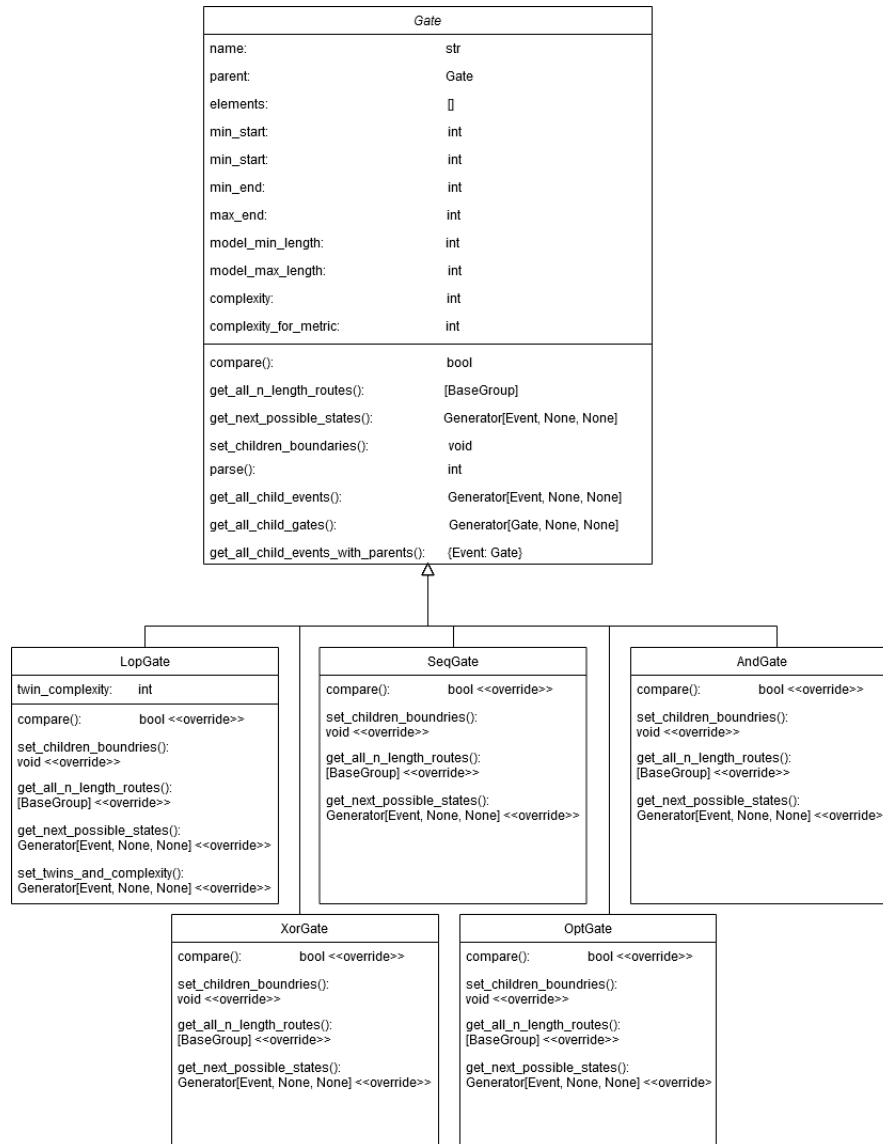 Gate
name: str
parent: Gate
elements: []
min_start: int
min_start: int
min_end: int
max_end: int
model_min_length: int
model_max_length: int
complexity: int
complexity_for_metric: int
compare(): bool
get_all_n_length_routes(): [BaseGroup]
get_next_possible_states(): Generator[Event, None, None]
set_children_boundaries(): void
parse(): int
get_all_child_events(): Generator[Event, None, None]
get_all_child_gates(): Generator[Gate, None, None]
get_all_child_events_with_parents(): {Event: Gate}
LopGate
twin_complexity: int
compare(): bool <<override>>
set_children_boundries():
void <<override>>
get_all_n_length_routes():
[BaseGroup] <<override>>
get_next_possible_states():
Generator[Event, None, None] <<override>>
set_twins_and_complexity():
Generator[Event, None, None] <<override>>
SeqGate
compare(): bool <<override>>
set_children_boundries():
void <<override>>
get_all_n_length_routes():
[BaseGroup] <<override>>
get_next_possible_states():
Generator[Event, None, None] <<override>>
AndGate
compare(): bool <<override>>
set_children_boundries():
void <<override>>
get_all_n_length_routes():
[BaseGroup] <<override>>
get_next_possible_states():
Generator[Event, None, None] <<override>
XorGate
compare(): bool <<override>>
set_children_boundries():
void <<override>>
get_all_n_length_routes():
[BaseGroup] <<override>>
get_next_possible_states():
Generator[Event, None, None] <<override>>
OptGate
compare(): bool <<override>>
set_children_boundries():
void <<override>>
get_all_n_length_routes():
[BaseGroup] <<override>>
get_next_possible_states():
Generator[Event, None, None] <<override>